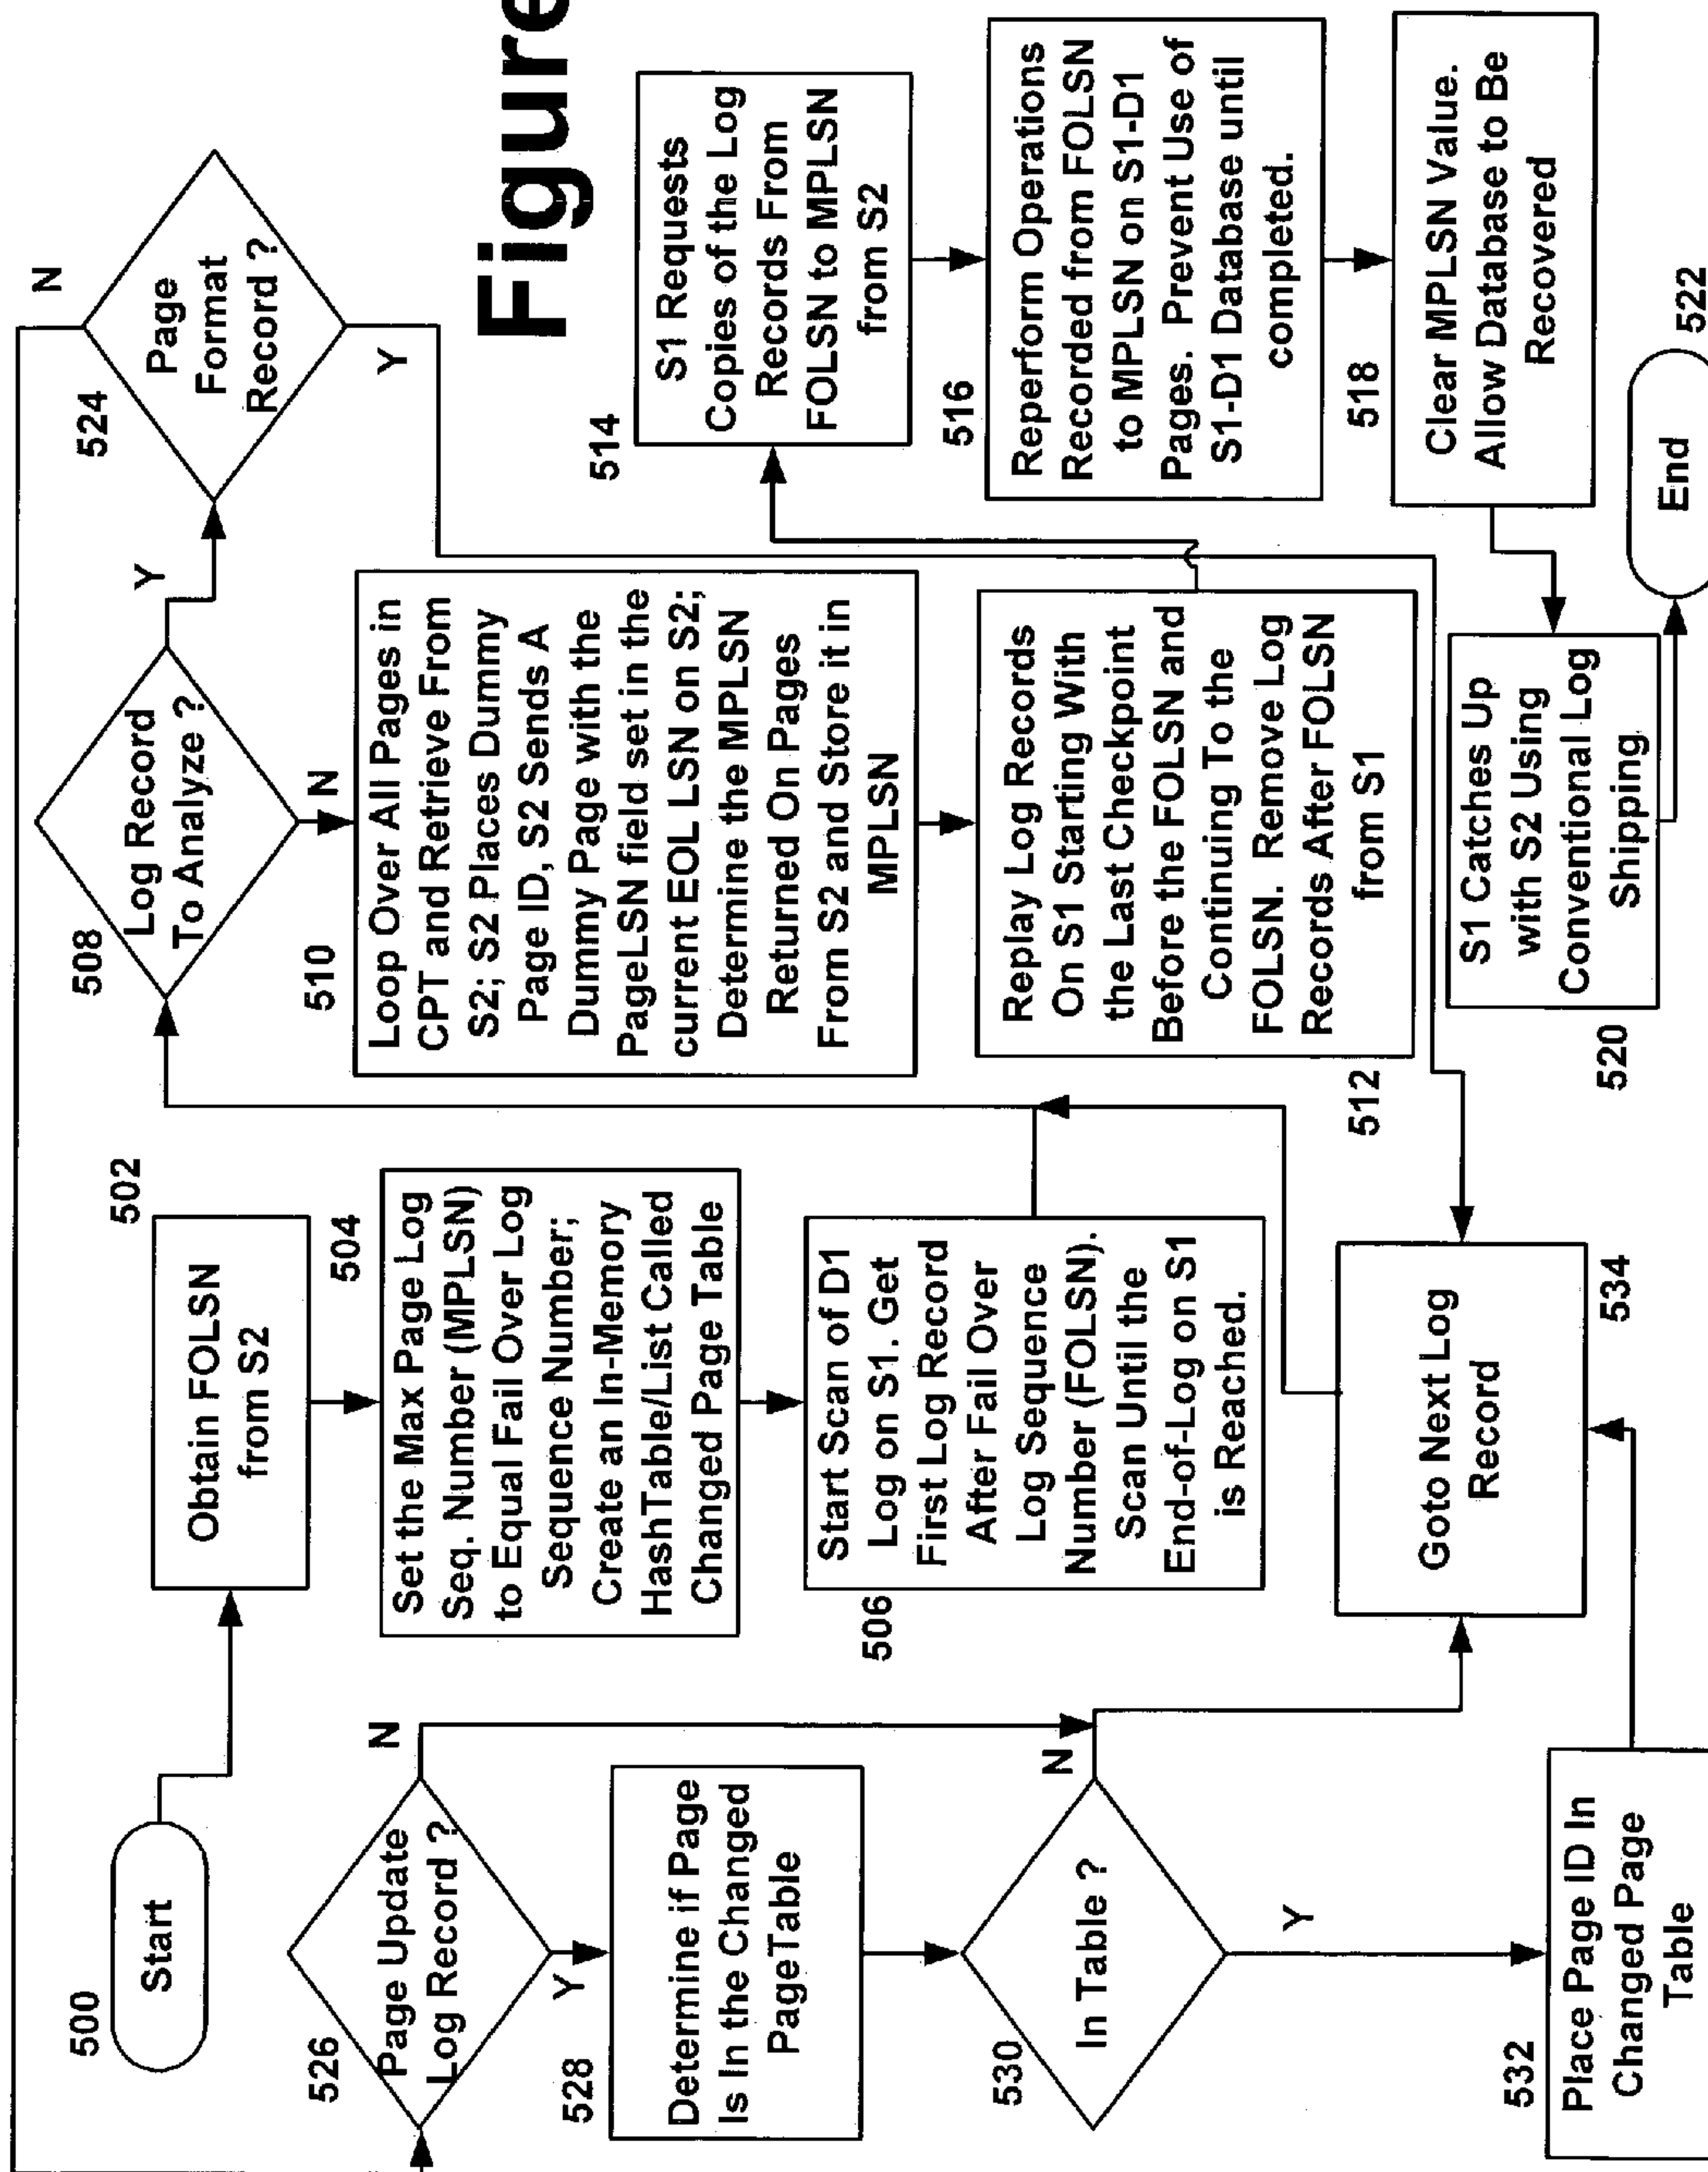 500
Start
502
Obtain FOLSN
from S2
504
Set the Max Page Log
Seq. Number (MPLSN)
to Equal Fail Over Log
Sequence Number;
Create an In-Memory
HashTable/List Called
Changed Page Table
506
Start Scan of D1
Log on S1. Get
First Log Record
After Fail Over
Log Sequence
Number (FOLSN).
Scan Until the
End-of-Log on S1
is Reached.
508
Log Record
To Analyze ?
Y
N
510
Loop Over All Pages in
CPT and Retrieve From
S2; S2 Places Dummy
Page ID, S2 Sends A
Dummy Page with the
PageLSN field set in the
current EOL LSN on S2;
Determine the MPLSN
Returned On Pages
From S2 and Store it in
MPLSN
512
Replay Log Records
On S1 Starting With
the Last Checkpoint
Before the FOLSN and
Continuing To the
FOLSN. Remove Log
Records After FOLSN
from S1
514
S1 Requests
Copies of the Log
Records From
FOLSN to MPLSN
from S2
516
Reperform Operations
Recorded from FOLSN
to MPLSN on S1-D1
Pages. Prevent Use of
S1-D1 Database until
completed.
518
Clear MPLSN Value.
Allow Database to Be
Recovered
520
S1 Catches Up
with S2 Using
Conventional Log
Shipping
522
End
524
Page
Format
Record ?
N
Y
526
Page Update
Log Record ?
N
Y
528
Determine if Page
Is In the Changed
PageTable
530
In Table ?
N
Y
532
Place Page ID In
Changed Page
Table
534
Goto Next Log
Record
Figure